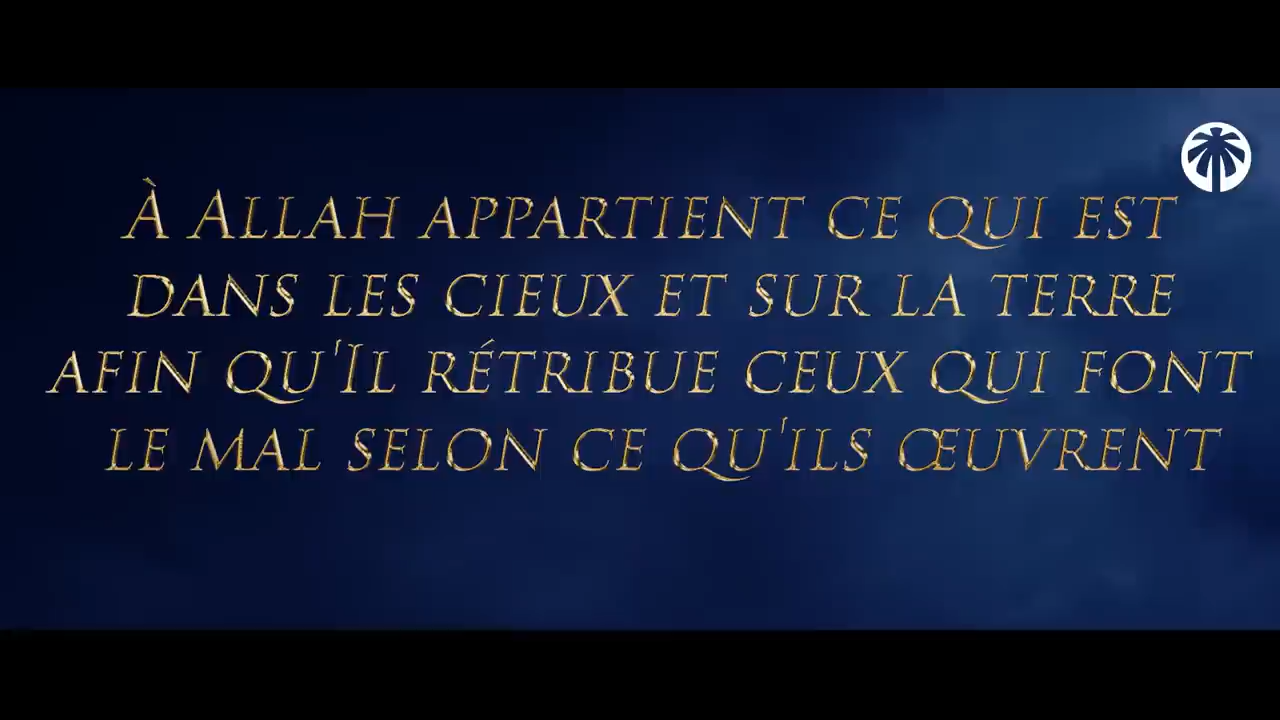 À Allah appartient ce qui est
dans les cieux et sur la terre
afin qu'Il rétribue ceux qui font
le mal selon ce qu'ils œuvrent